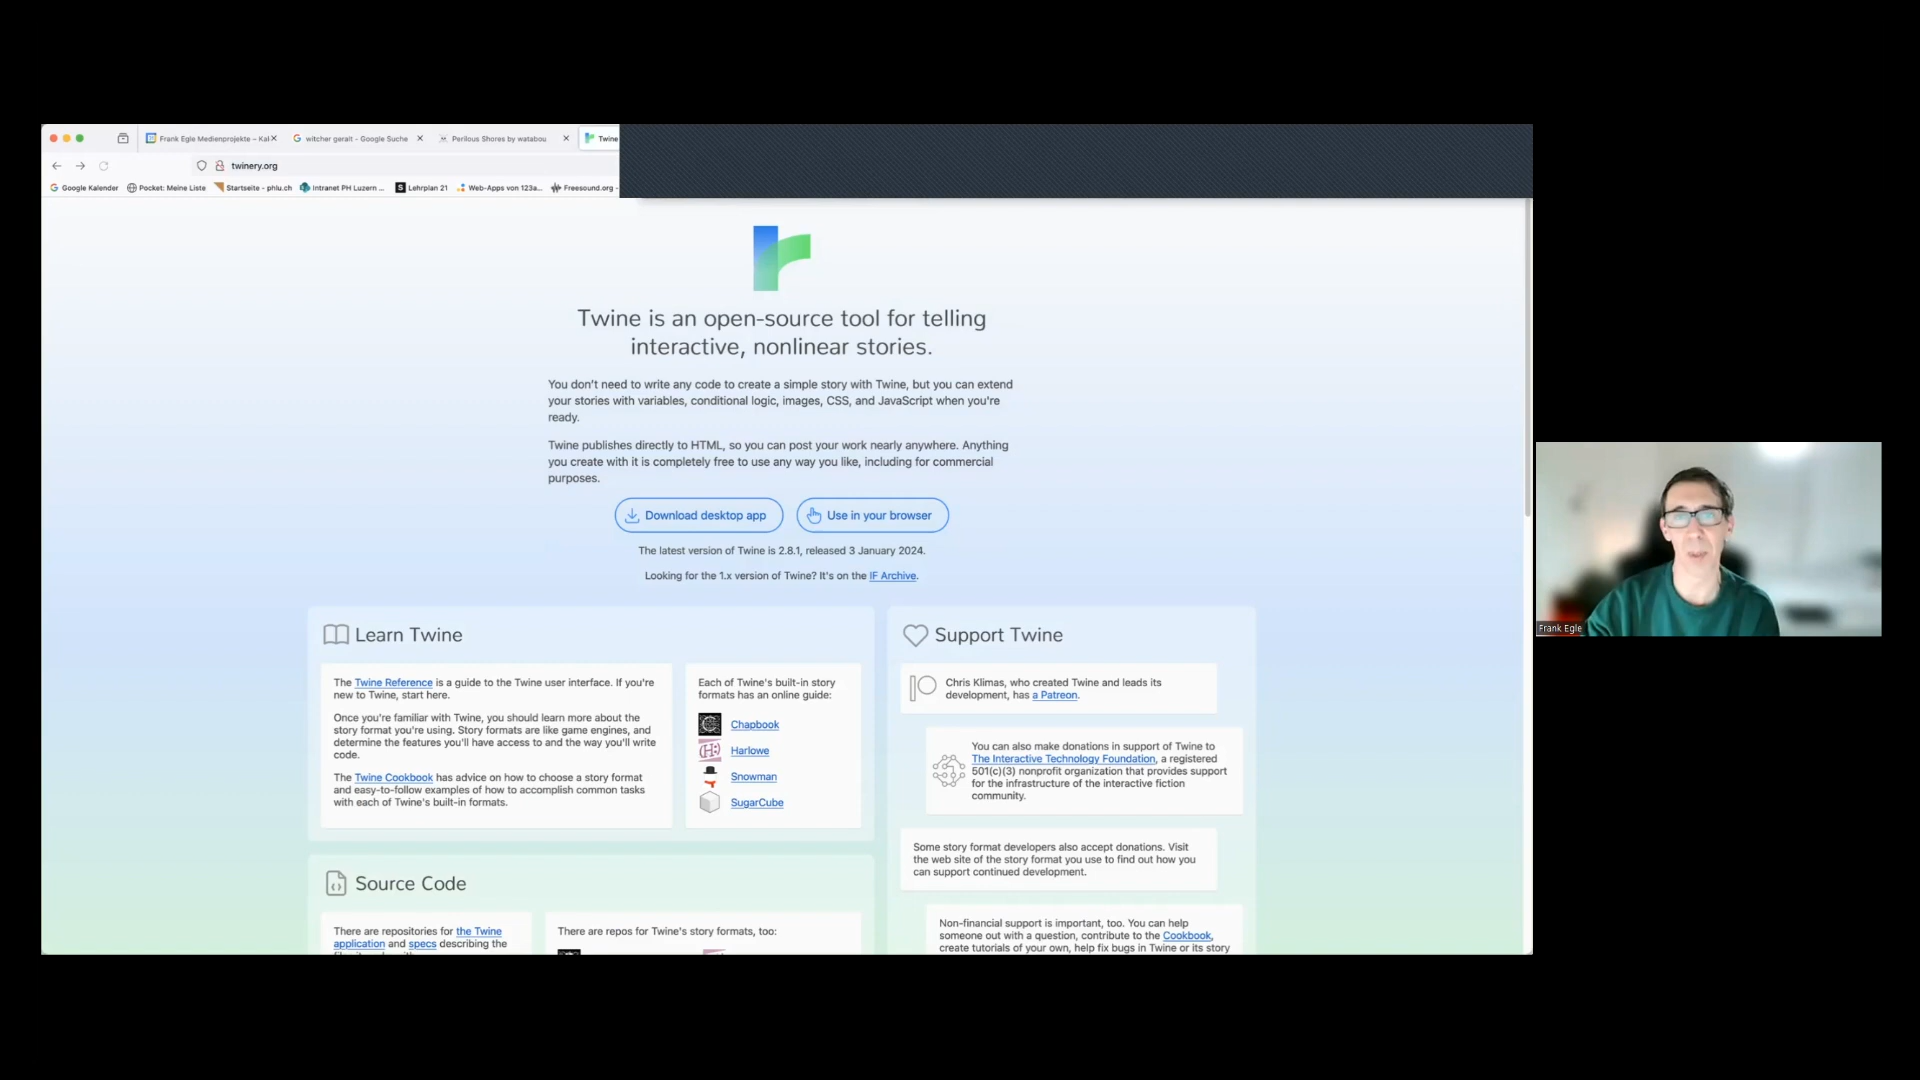 Frank Egle Medienprojekte – Kal
witcher geralt - Google Suche
Perilous Shores by watabou
Twine
twinery.org
Google Kalender
Pocket: Meine Liste
Startseite - phlu.ch
Intranet PH Luzern ...
Lehrplan 21
Web-Apps von 123a...
Freesound.org -
Twine is an open-source tool for telling
interactive, nonlinear stories.
You don't need to write any code to create a simple story with Twine, but you can extend
your stories with variables, conditional logic, images, CSS, and JavaScript when you're
ready.
Twine publishes directly to HTML, so you can post your work nearly anywhere. Anything
you create with it is completely free to use any way you like, including for commercial
purposes.
Download desktop app
Use in your browser
The latest version of Twine is 2.8.1, released 3 January 2024.
Looking for the 1.x version of Twine? It's on the IF Archive.
Learn Twine
The Twine Reference is a guide to the Twine user interface. If you're
new to Twine, start here.
Once you're familiar with Twine, you should learn more about the
story format you're using. Story formats are like game engines, and
determine the features you'll have access to and the way you'll write
code.
The Twine Cookbook has advice on how to choose a story format
and easy-to-follow examples of how to accomplish common tasks
with each of Twine's built-in formats.
Each of Twine's built-in story
formats has an online guide:
Chapbook
Harlowe
Snowman
SugarCube
Source Code
There are repositories for the Twine
application and specs describing the
There are repos for Twine's story formats, too:
Support Twine
Chris Klimas, who created Twine and leads its
development, has a Patreon.
You can also make donations in support of Twine to
The Interactive Technology Foundation, a registered
501(c)(3) nonprofit organization that provides support
for the infrastructure of the interactive fiction
community.
Some story format developers also accept donations. Visit
the web site of the story format you use to find out how you
can support continued development.
Non-financial support is important, too. You can help
someone out with a question, contribute to the Cookbook,
create tutorials of your own, help fix bugs in Twine or its story
Frank Egle